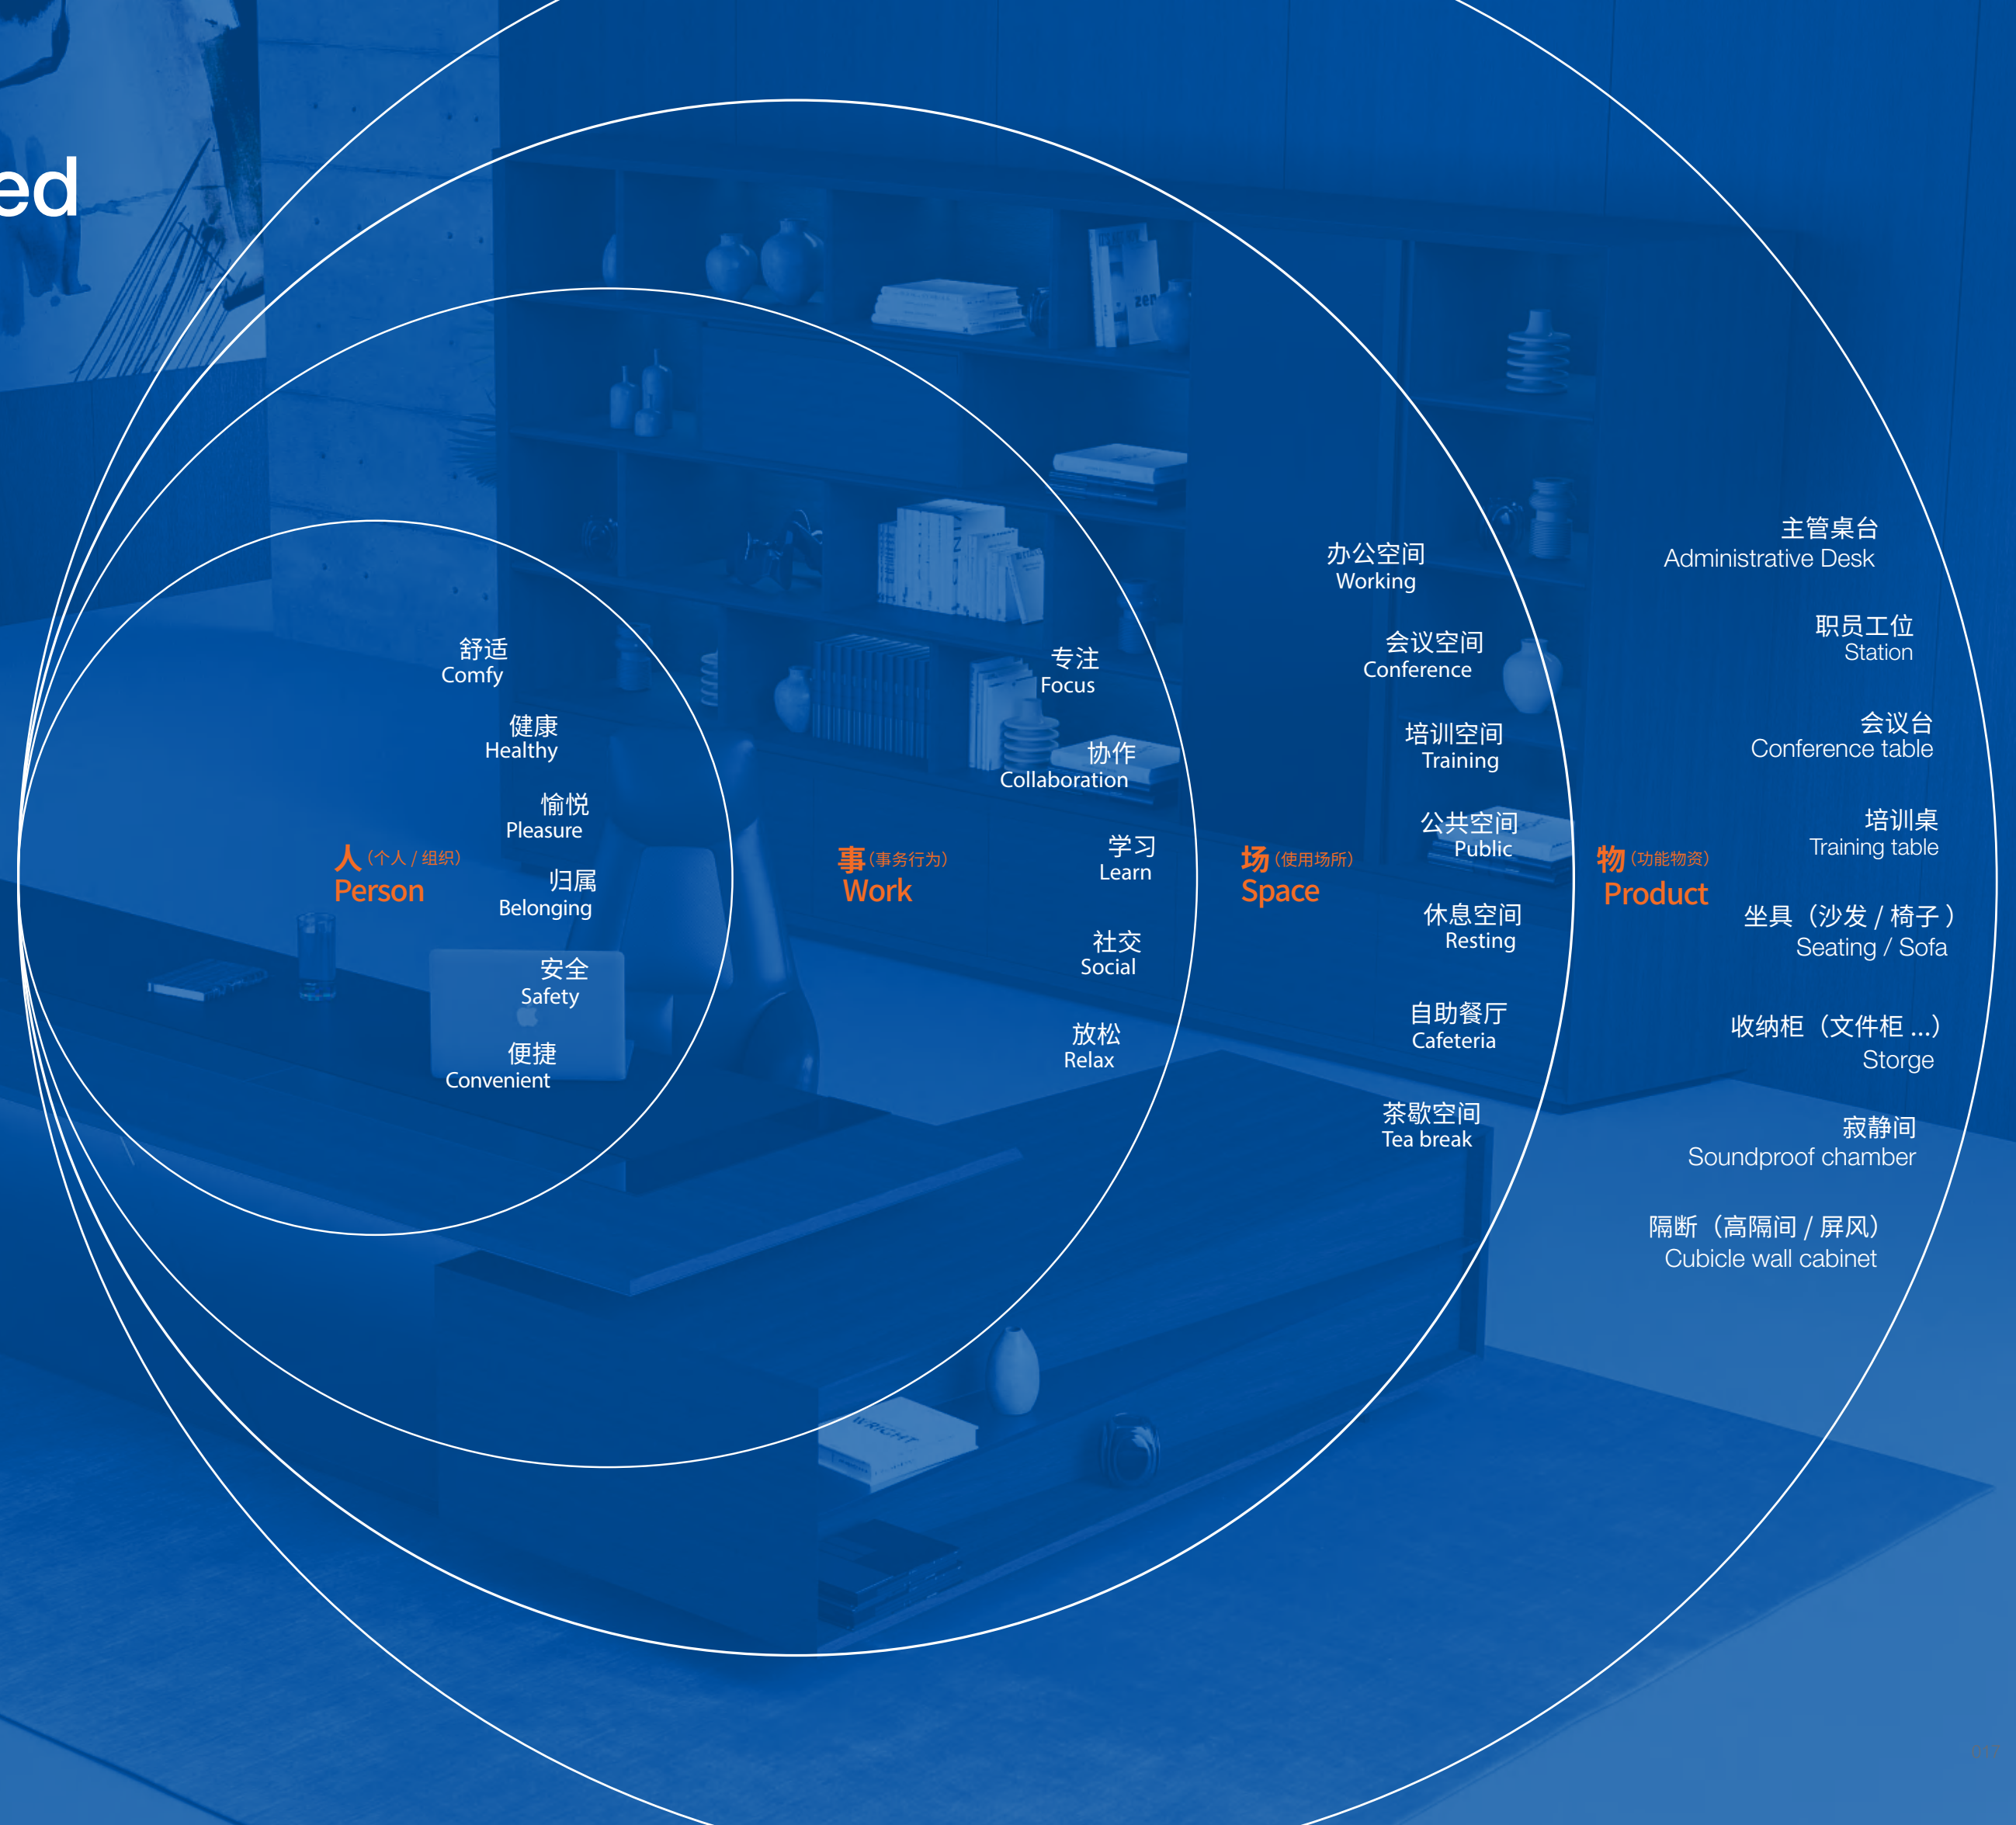 ed
舒适
Comfy
健康
Healthy
愉悦
Pleasure
人（个人 / 组织）
Person
归属
Belonging
安全
Safety
便捷
Convenient
专注
Focus
协作
Collaboration
学习
Learn
事（事务行为）
Work
社交
Social
放松
Relax
办公空间
Working
会议空间
Conference
培训空间
Training
公共空间
Public
场（使用场所）
Space
休息空间
Resting
自助餐厅
Cafeteria
茶歇空间
Tea break
主管桌台
Administrative Desk
职员工位
Station
会议台
Conference table
培训桌
Training table
物（功能物资）
Product
坐具（沙发 / 椅子 ）
Seating / Sofa
收纳柜（文件柜 ...）
Storge
寂静间
Soundproof chamber
隔断（高隔间 / 屏风）
Cubicle wall cabinet
zen
WRIGHT